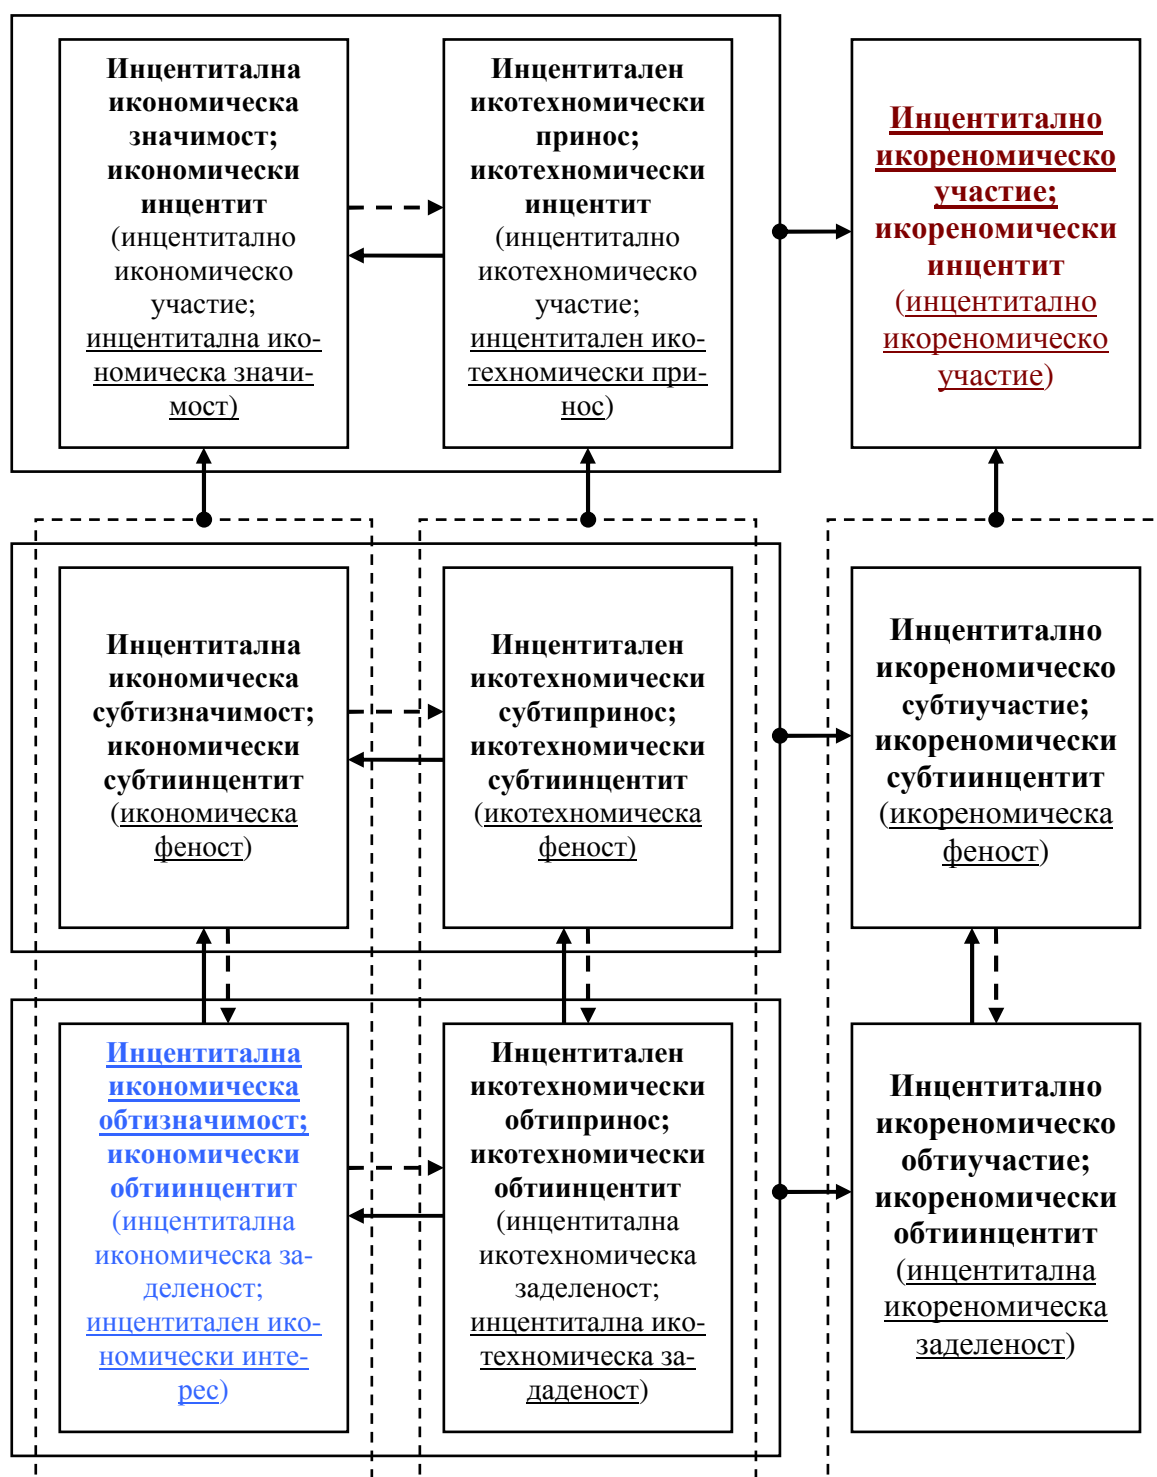 Инцентитална
икономическа
значимост;
икономически
инцентит
(инцентитално
икономическо
участие;
инцентитална ико-
номическа значи-
мост)
Инцентитален
икотехномически
принос;
икотехномически
инцентит
(инцентитално
икотехномическо
участие;
инцентитален ико-
техномически при-
нос)
Инцентитално
икореномическо
участие;
икореномически
инцентит
(инцентитално
икореномическо
участие)
Инцентитална
икономическа
субтизначимост;
икономически
субтиинцентит
(икономическа
феност)
Инцентитален
икотехномически
субтипринос;
икотехномически
субтиинцентит
(икотехномическа
феност)
Инцентитално
икореномическо
субтиучастие;
икореномически
субтиинцентит
(икореномическа
феност)
Инцентитална
икономическа
обтизначимост;
икономически
обтиинцентит
(инцентитална
икономическа за-
деленост;
инцентитален ико-
номически инте-
рес)
Инцентитален
икотехномически
обтипринос;
икотехномически
обтиинцентит
(инцентитална
икотехномическа
заделеност;
инцентитална ико-
техномическа за-
даденост)
Инцентитално
икореномическо
обтиучастие;
икореномически
обтиинцентит
(инцентитална
икореномическа
заделеност)